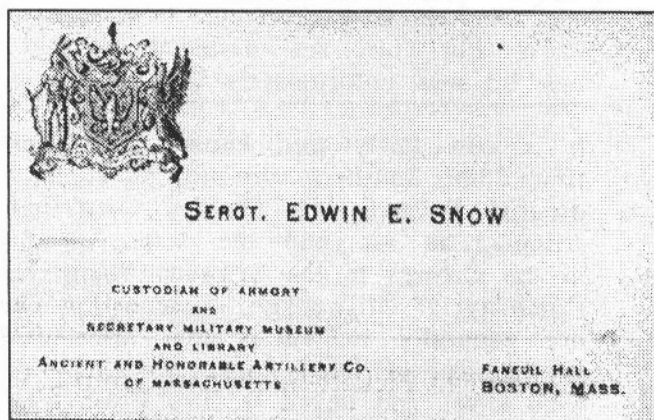 SERGT. EDWIN E. SNOW
CUSTODIAN OF ARMORY
AND
SECRETARY MILITARY MUSEUM
AND LIBRARY
ANCIENT AND HONORABLE ARTILLERY CO.
OF MASSACHUSETTS
FANEUIL HALL
BOSTON, MASS.